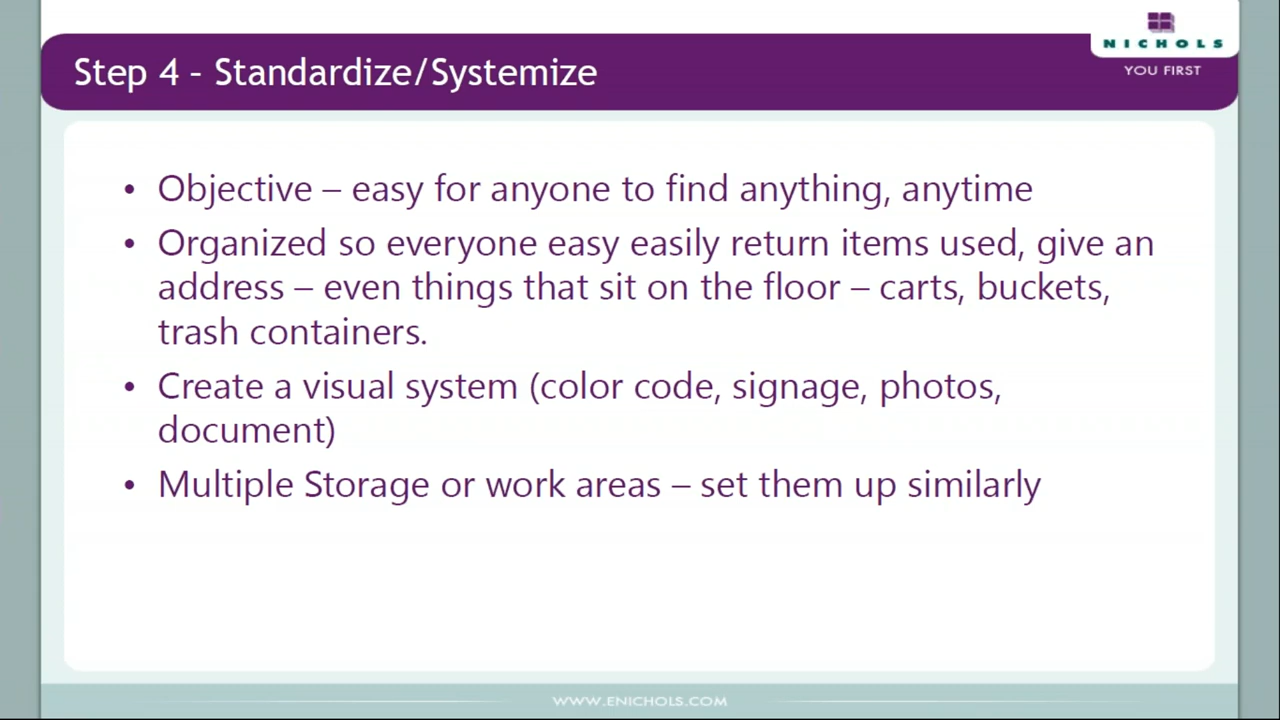 NICHOLS
Step 4 - Standardize/Systemize
YOU FIRST
• Objective – easy for anyone to find anything, anytime
• Organized so everyone easy easily return items used, give an
address – even things that sit on the floor – carts, buckets,
trash containers.
• Create a visual system (color code, signage, photos,
document)
• Multiple Storage or work areas – set them up similarly
WWW.ENICHOLS.COM